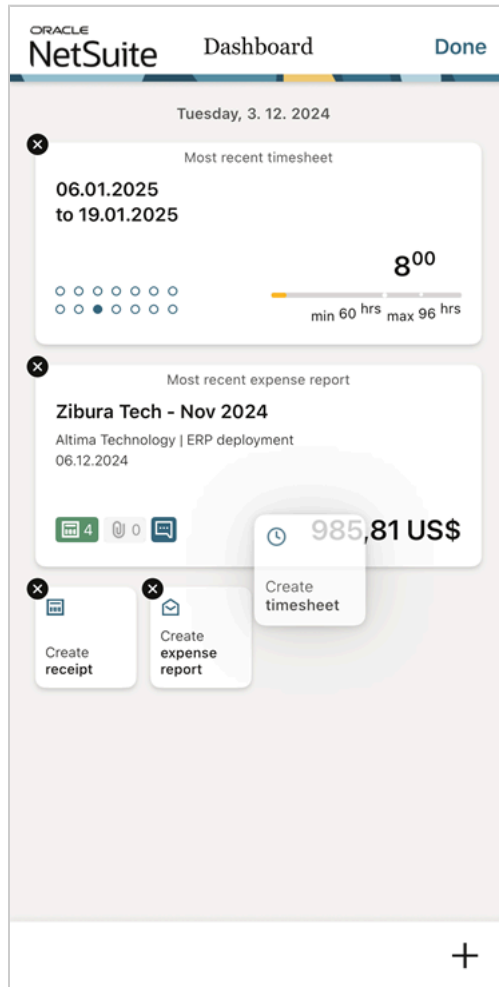 ORACLE
NetSuite
Dashboard
Done
Tuesday, 3. 12. 2024
Most recent timesheet
06.01.2025
to 19.01.2025
8⁰⁰
min 60 hrs max 96 hrs
Most recent expense report
Zibura Tech - Nov 2024
Altima Technology | ERP deployment
06.12.2024
4
0
985,81 US$
Create
timesheet
Create
receipt
Create
expense
report